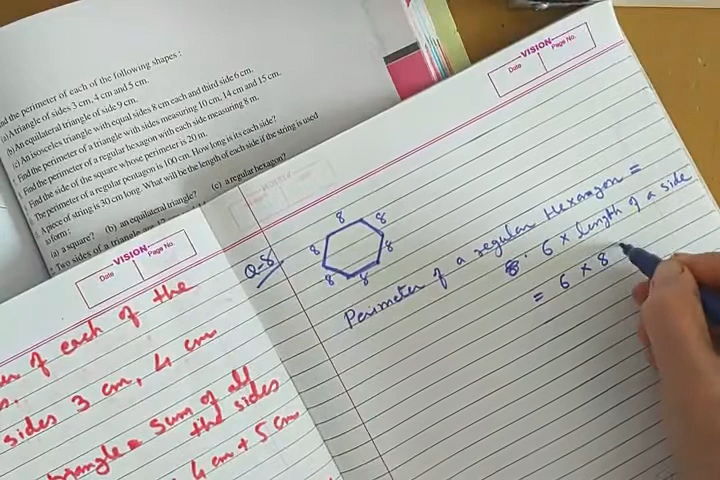 nd the perimeter of each of the following shapes :
(a) A triangle of sides 3 cm, 4 cm and 5 cm.
(b) An equilateral triangle of side 9 cm.
(c) An isosceles triangle with equal sides 8 cm each and third side 6 cm.
Find the perimeter of a triangle with sides measuring 10 cm, 14 cm and 15 cm.
Find the perimeter of a regular hexagon with each side measuring 8 m.
Find the side of the square whose perimeter is 20 m.
The perimeter of a regular pentagon is 100 cm. How long is its each side?
A piece of string is 30 cm long. What will be the length of each side if the string is used
to form :
(a) a square? (b) an equilateral triangle? (c) a regular hexagon?
Two sides of a triangle are
VISION
Date Page No.
of each of the
sides 3 cm, 4 cm
triangle = Sum of all
the sides
4 cm + 5 cm
VISION
Date Page No.
Q-8
8 8
8 8
8 8
Perimeter of a regular Hexagon =
6 × length of a side
= 6 × 8